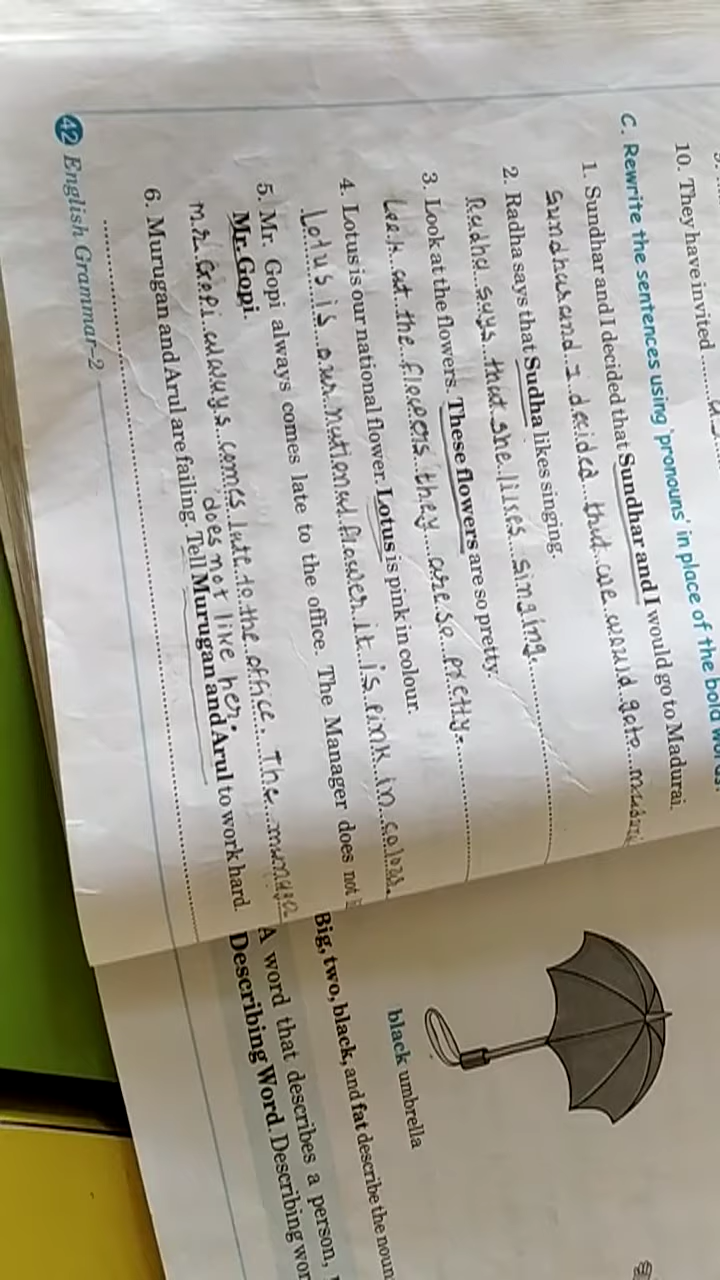 10. They have invited
C. Rewrite the sentences using 'pronouns' in place of the bold words.
1. Sundhar and I decided that Sundhar and I would go to Madurai.
Sundhar and I decided that we would go to
2. Radha says that Sudha likes singing.
Radha says that she likes singing.
3. Look at the flowers. These flowers are so pretty.
Look at the flowers they are so pretty.
4. Lotus is our national flower. Lotus is pink in colour.
Lotus is our national flower it is pink in colour.
5. Mr. Gopi always comes late to the office. The Manager does not
Mr. Gopi.
mr. Gopi always comes late to the office. The
does not like her.
6. Murugan and Arul are failing. Tell Murugan and Arul to work hard.
42 English Grammar-2
black umbrella
Big, two, black, and fat describe the noun
A word that describes a person,
Describing Word. Describing